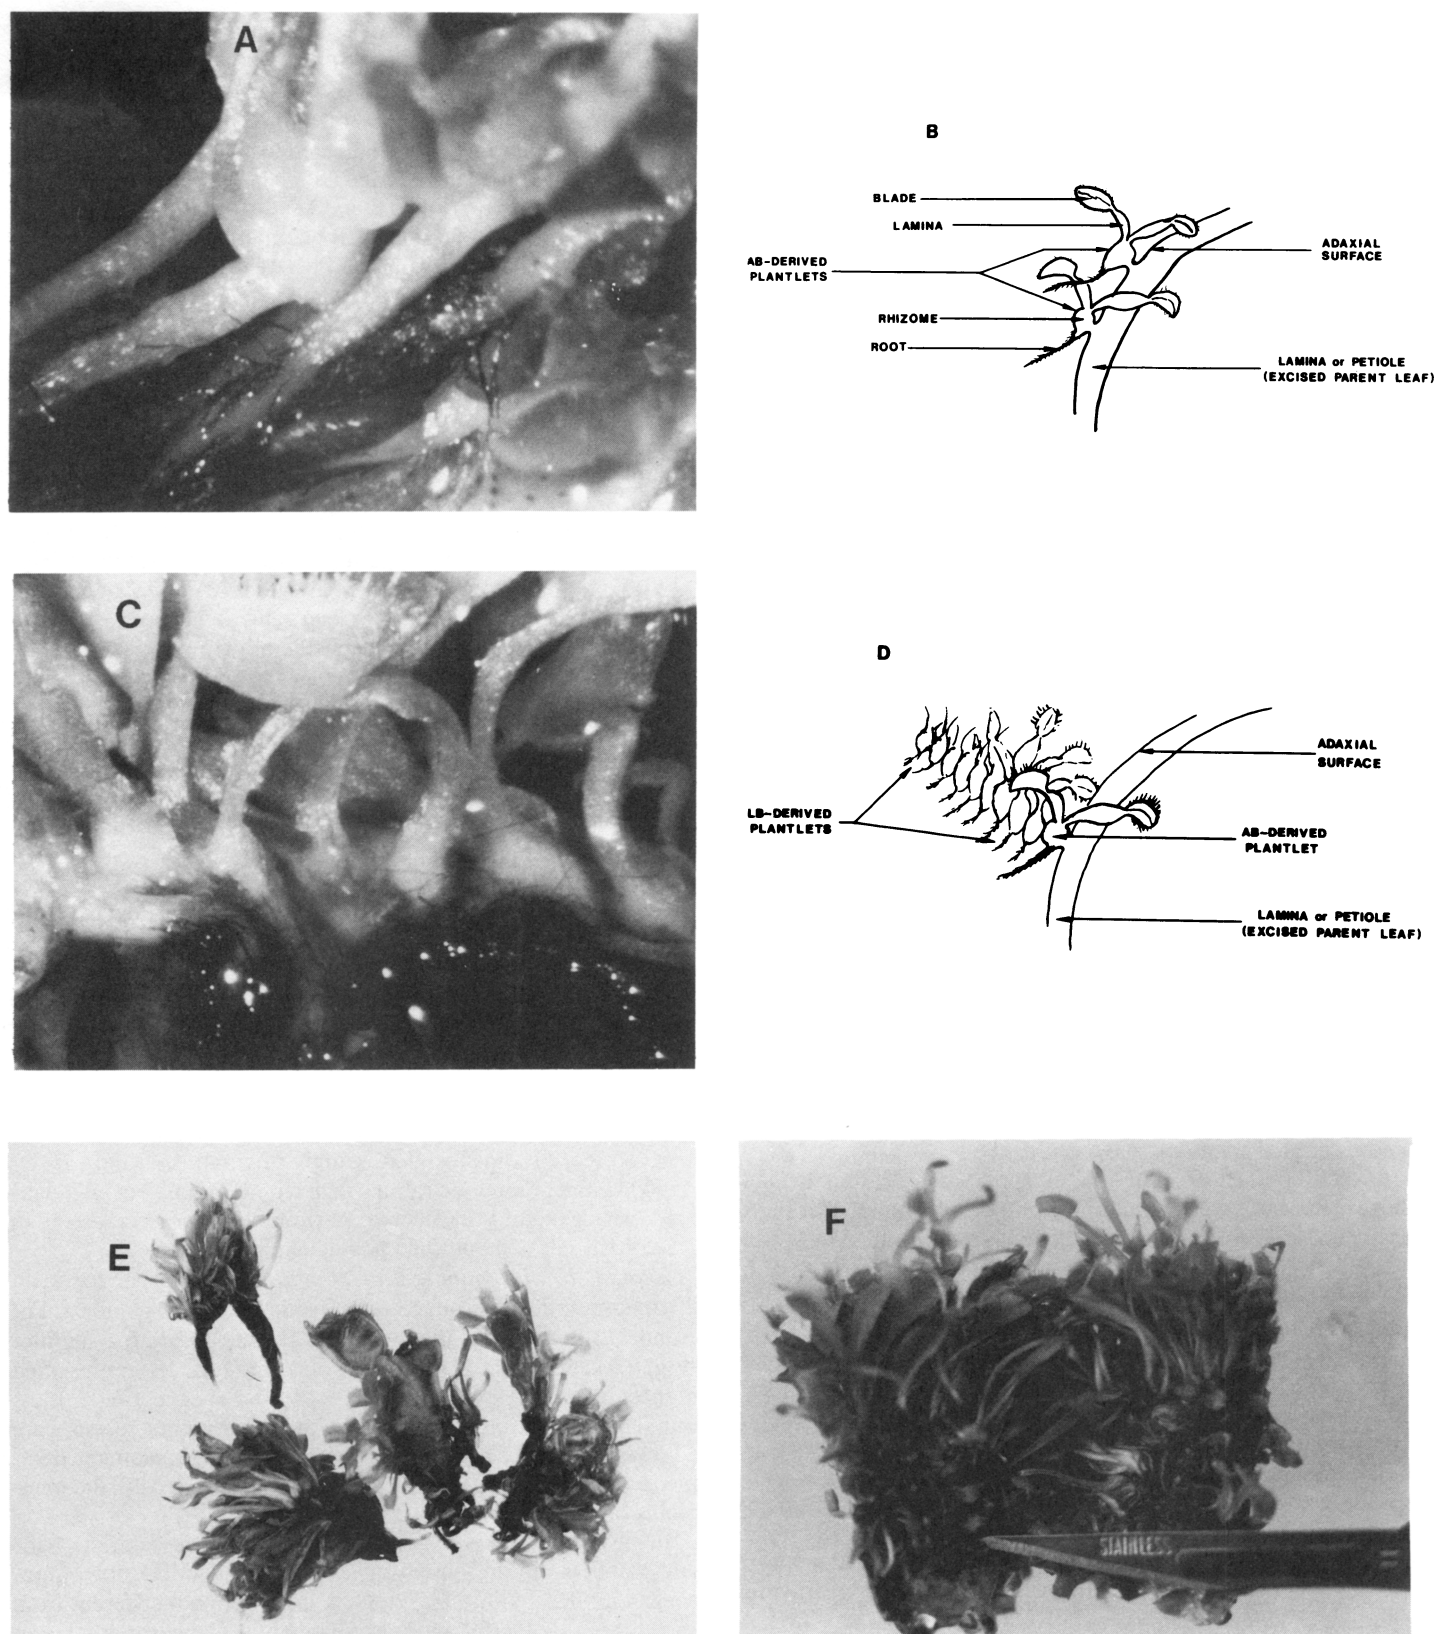 A
B
BLADE
LAMINA
AB-DERIVED
PLANTLETS
ADAXIAL
SURFACE
RHIZOME
ROOT
LAMINA or PETIOLE
(EXCISED PARENT LEAF)
C
D
ADAXIAL
SURFACE
LB-DERIVED
PLANTLETS
AB-DERIVED
PLANTLET
LAMINA or PETIOLE
(EXCISED PARENT LEAF)
E
F
STAINLESS